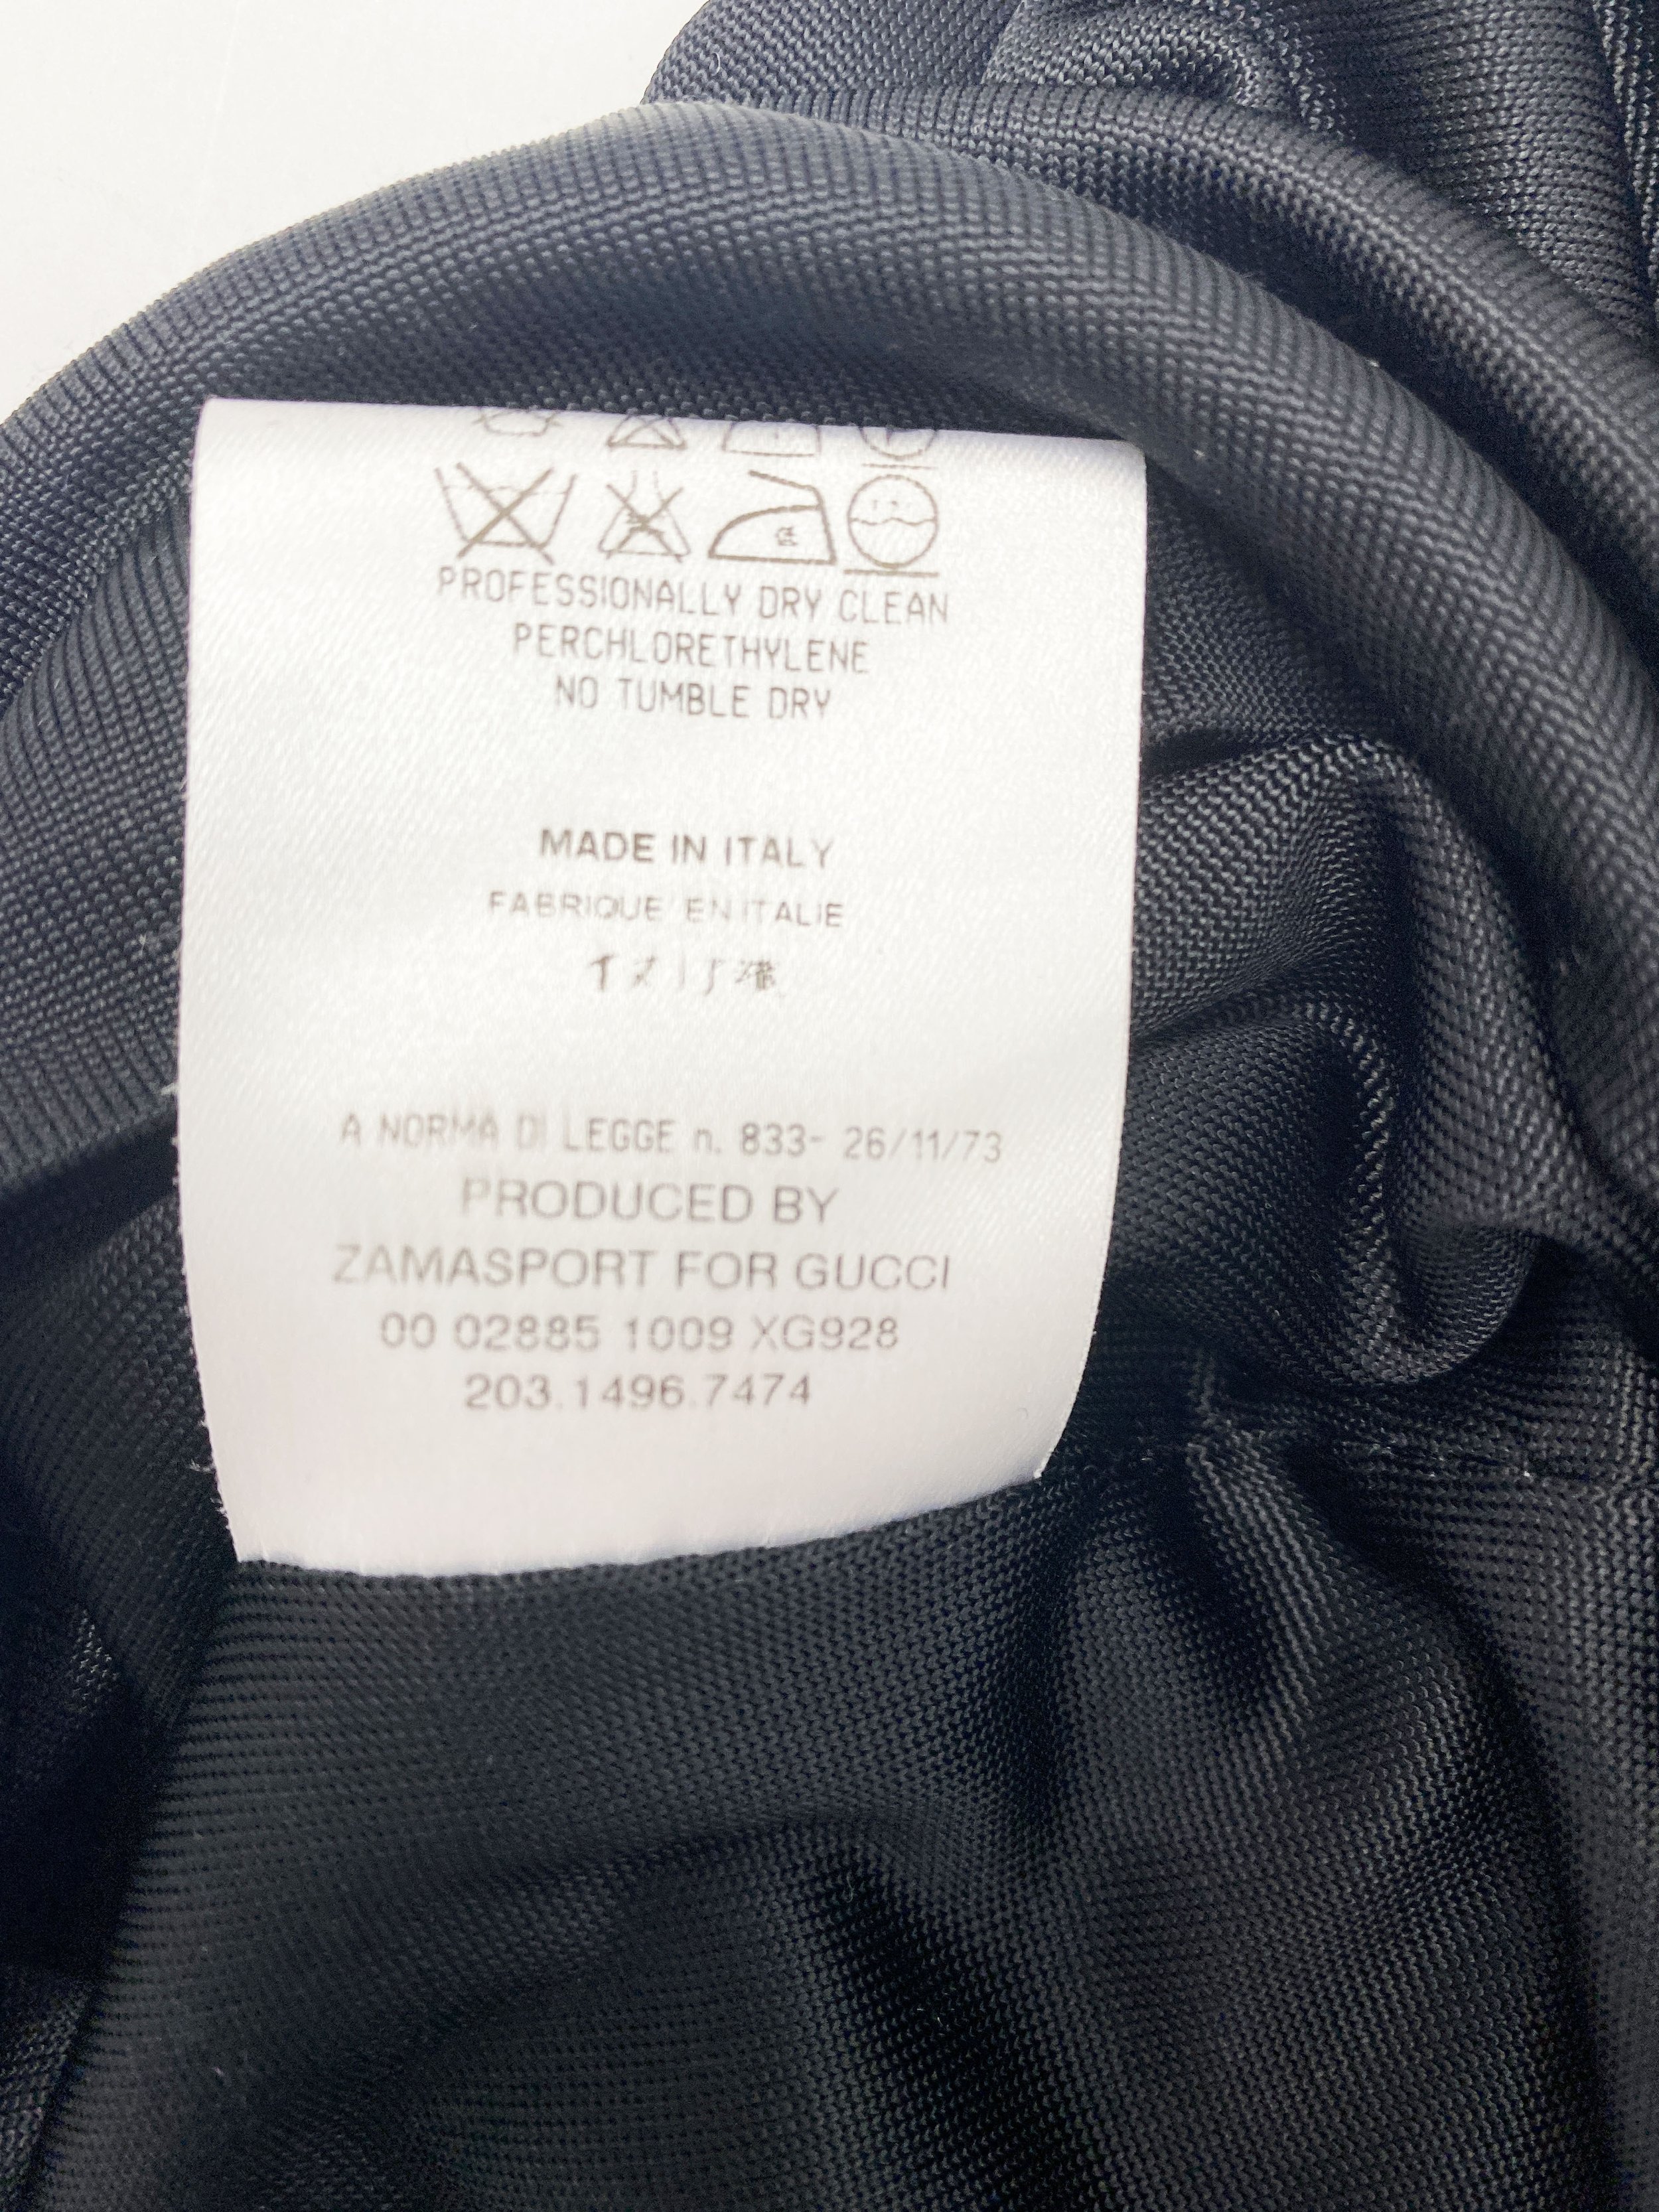 PROFESSIONALLY DRY CLEAN
PERCHLORETHYLENE
NO TUMBLE DRY
MADE IN ITALY
FABRIQUE EN ITALIE
A NORMA DI LEGGE n. 833- 26/11/73
PRODUCED BY
ZAMASPORT FOR GUCCI
00 02885 1009 XG928
203.1496.7474